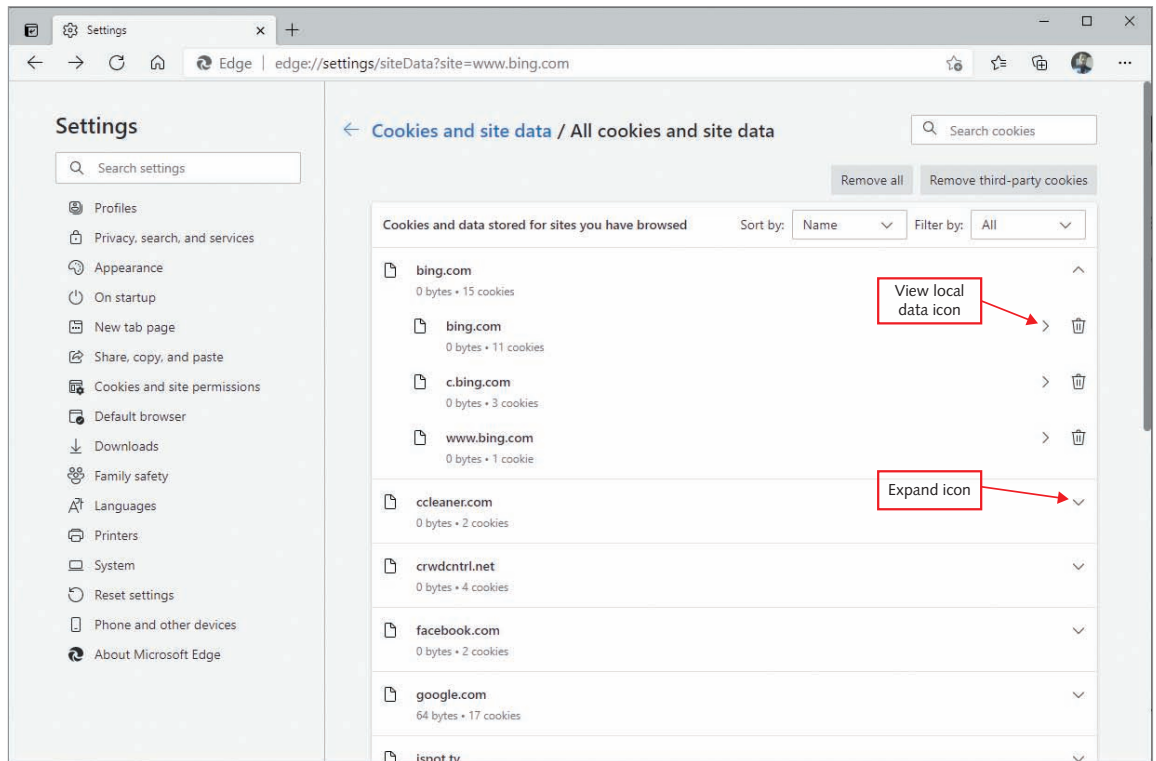 Settings
Edge | edge://settings/siteData?site=www.bing.com
Settings
Search settings
Profiles
Privacy, search, and services
Appearance
On startup
New tab page
Share, copy, and paste
Cookies and site permissions
Default browser
Downloads
Family safety
Languages
Printers
System
Reset settings
Phone and other devices
About Microsoft Edge
Cookies and site data / All cookies and site data
Search cookies
Remove all Remove third-party cookies
Cookies and data stored for sites you have browsed Sort by: Name Filter by: All
bing.com
0 bytes • 15 cookies
View local
data icon
bing.com
0 bytes • 11 cookies
c.bing.com
0 bytes • 3 cookies
www.bing.com
0 bytes • 1 cookie
Expand icon
ccleaner.com
0 bytes • 2 cookies
crwdcntrl.net
0 bytes • 4 cookies
facebook.com
0 bytes • 2 cookies
google.com
64 bytes • 17 cookies
ispot.tv